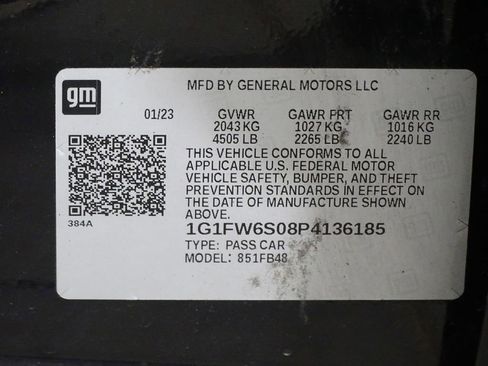 gm
MFD BY GENERAL MOTORS LLC
01/23 GVWR GAWR FRT GAWR RR
2043 KG 1027 KG 1016 KG
4505 LB 2265 LB 2240 LB
THIS VEHICLE CONFORMS TO ALL
APPLICABLE U.S. FEDERAL MOTOR
VEHICLE SAFETY, BUMPER, AND THEFT
PREVENTION STANDARDS IN EFFECT ON
THE DATE OF MANUFACTURE SHOWN
ABOVE.
384A
1G1FW6S08P4136185
TYPE: PASS CAR
MODEL: 851FB48